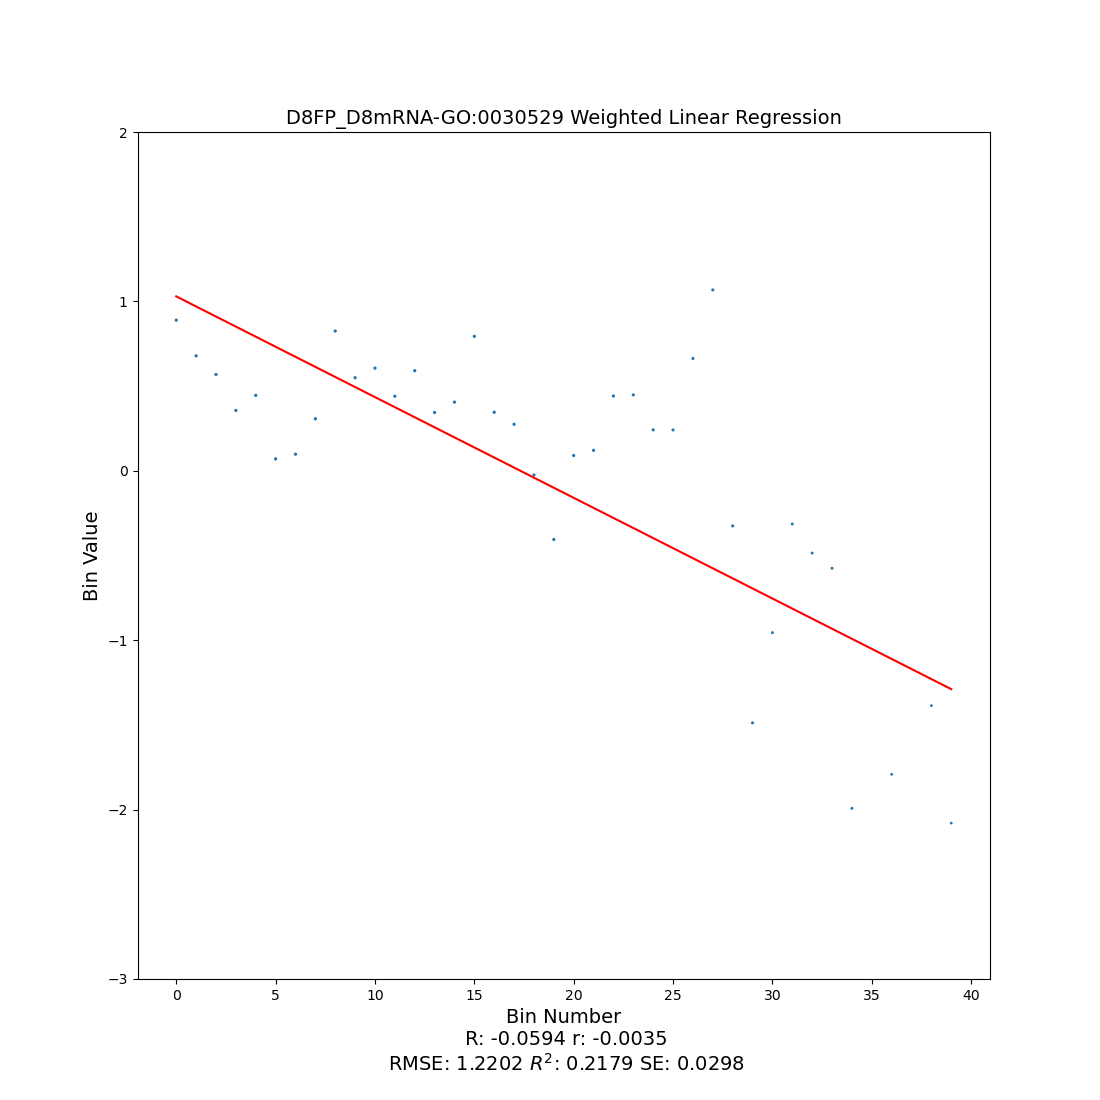 D8FP_D8mRNA-GO:0030529 Weighted Linear Regression
2
1
0
−1
−2
−3
Bin Value
0 5 10 15 20 25 30 35 40
Bin Number
R: -0.0594 r: -0.0035
RMSE: 1.2202 R²: 0.2179 SE: 0.0298